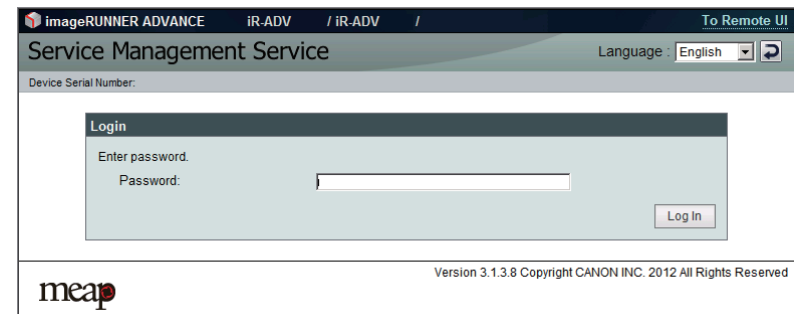 imageRUNNER ADVANCE iR-ADV / iR-ADV / To Remote UI
Service Management Service Language : English
Device Serial Number:
Login
Enter password.
Password:
Log In
Version 3.1.3.8 Copyright CANON INC. 2012 All Rights Reserved
meap